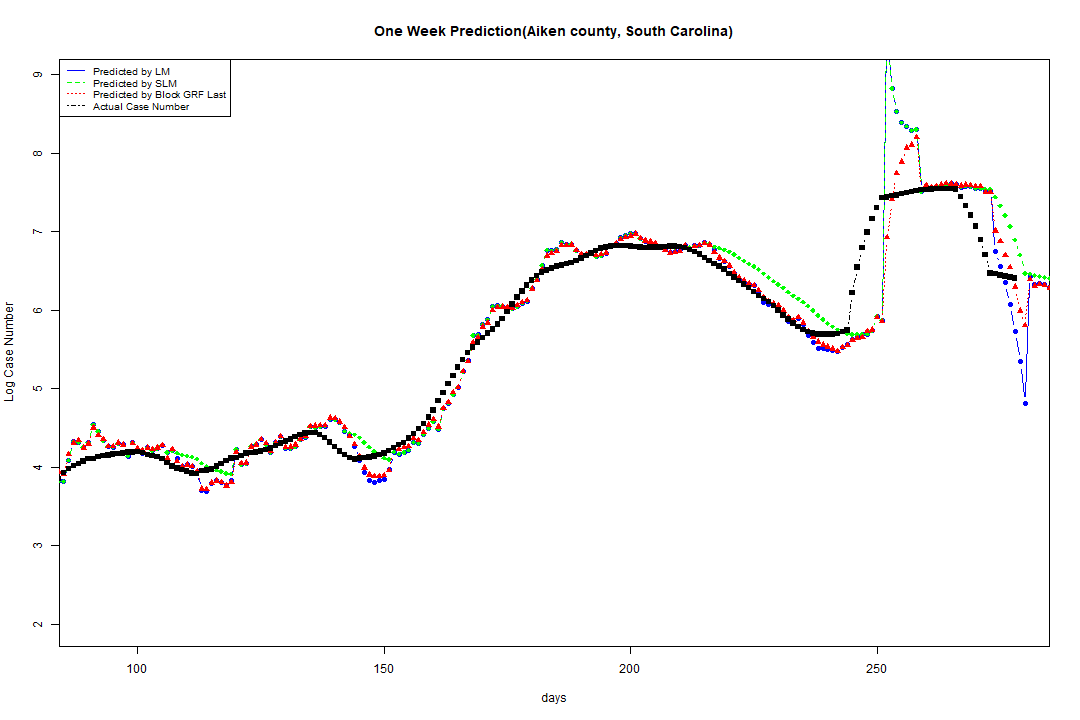 One Week Prediction(Aiken county, South Carolina)
Predicted by LM
Predicted by SLM
Predicted by Block GRF Last
Actual Case Number
9
8
7
6
5
4
3
2
Log Case Number
100
150
200
250
days